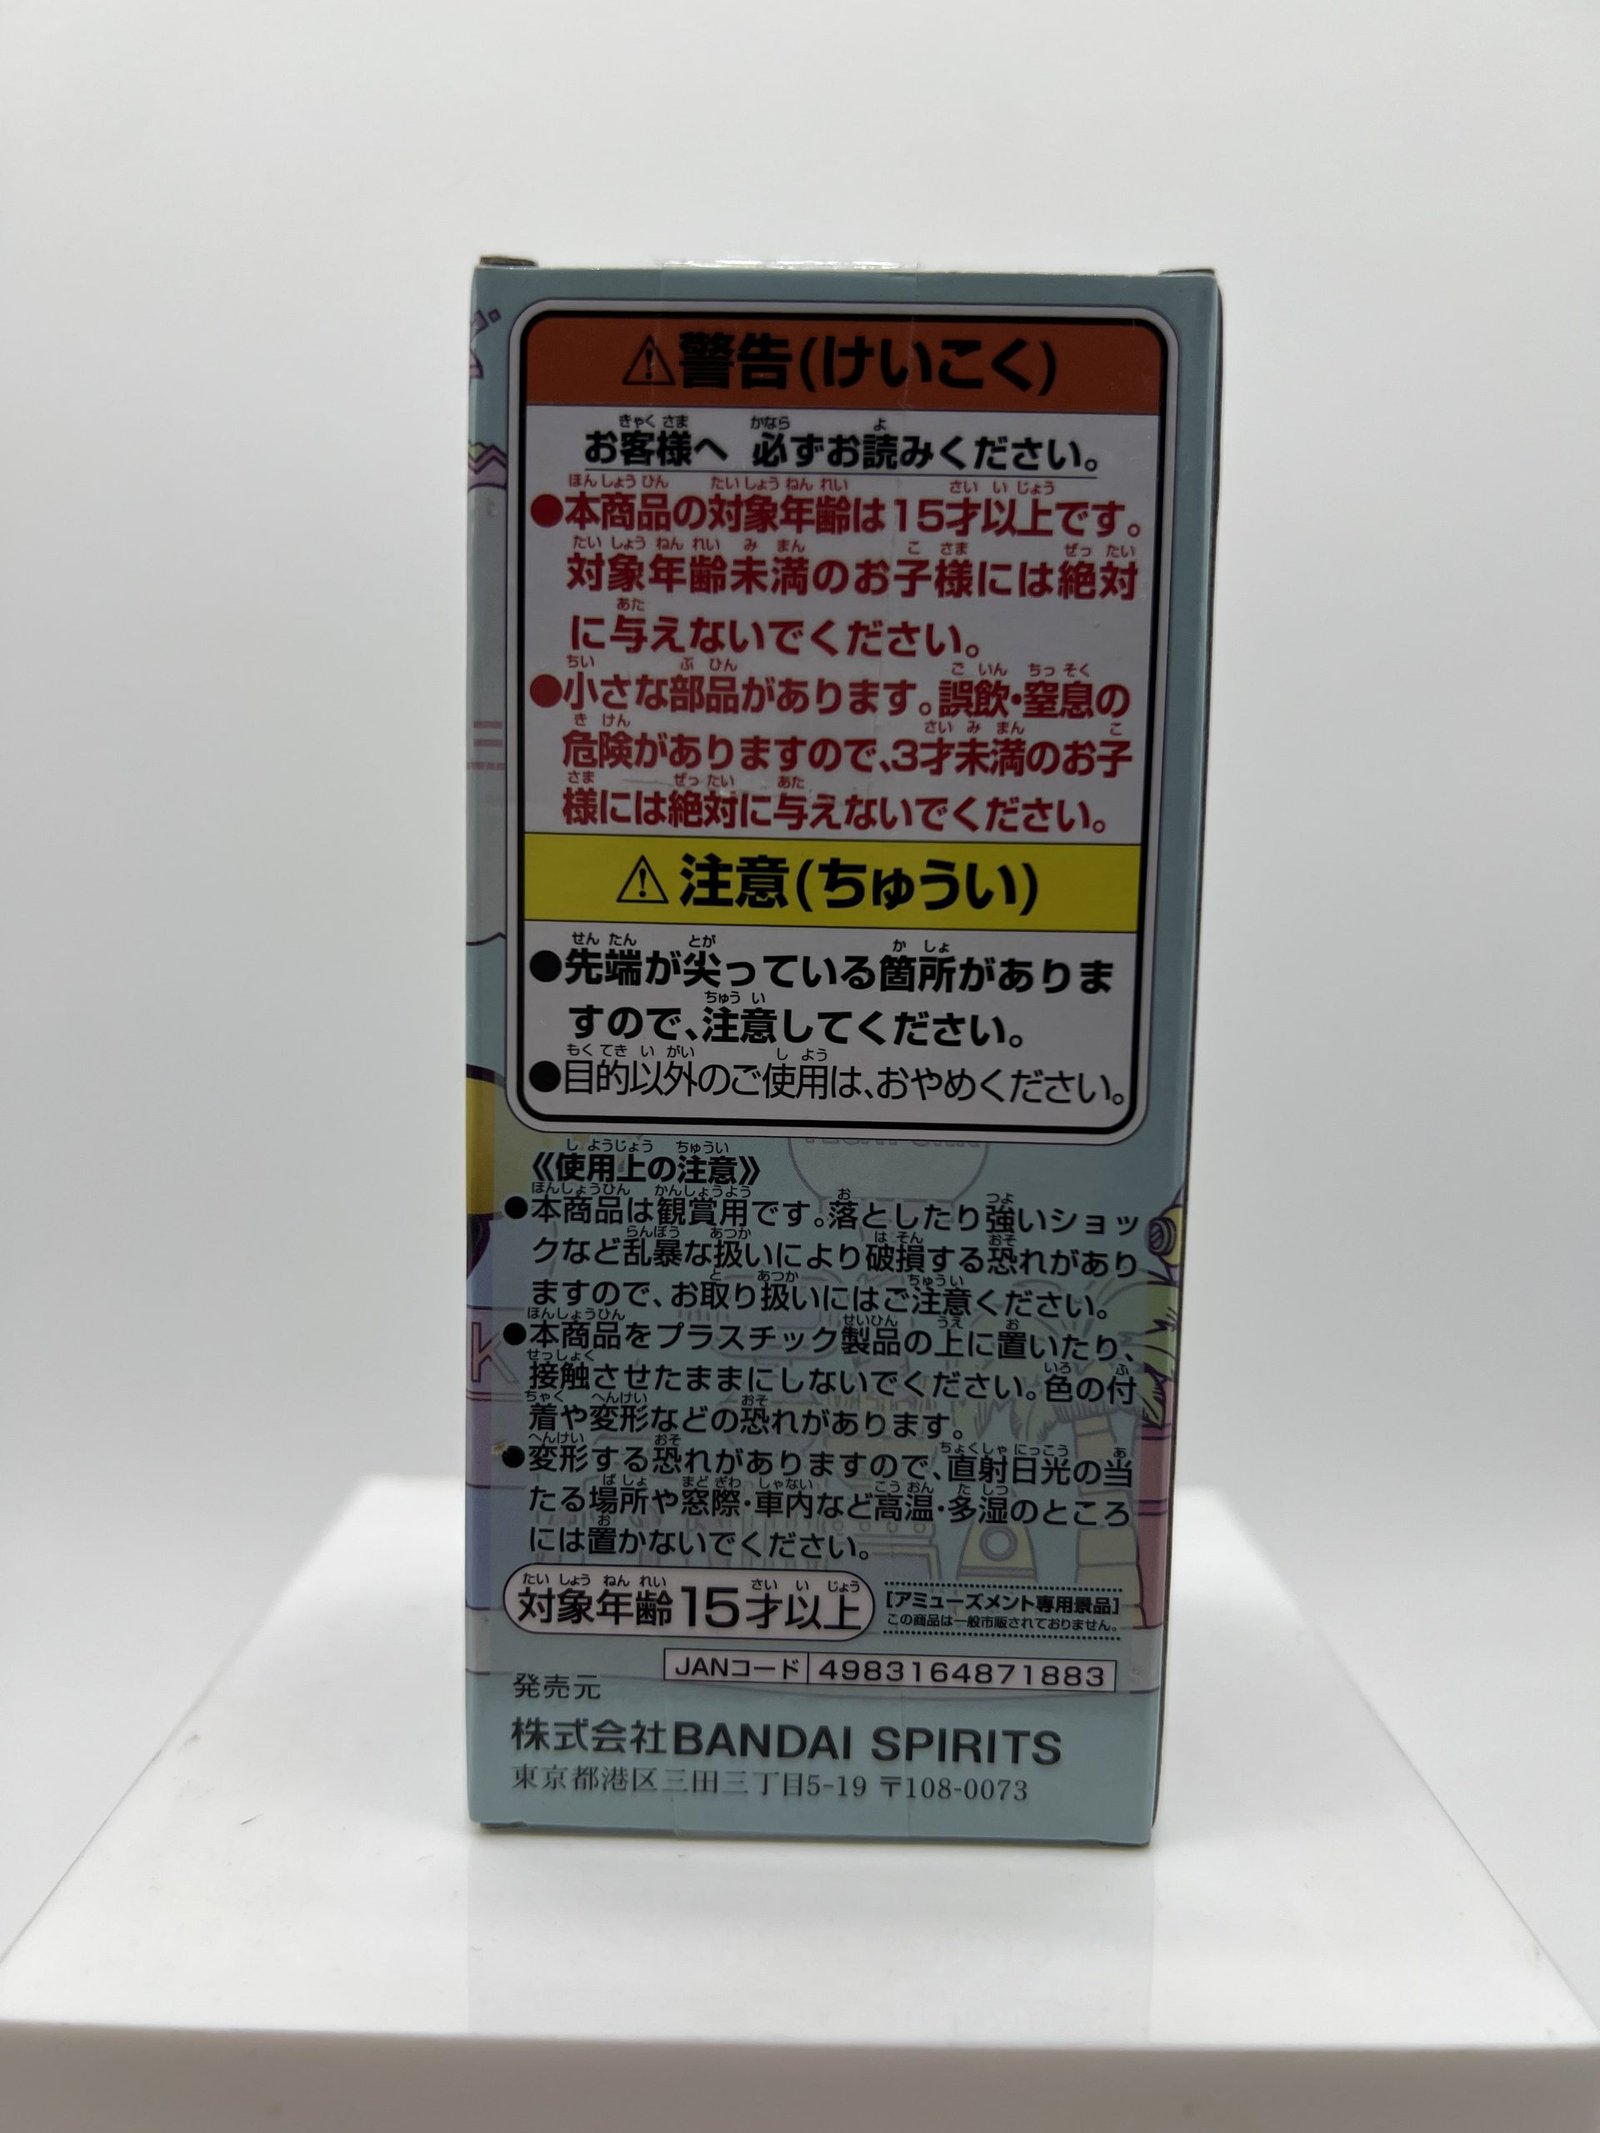 ⚠警告(けいこく)
お客様へ 必ずお読みください。
●本商品の対象年齢は15才以上です。
対象年齢未満のお子様には絶対
に与えないでください。
●小さな部品があります。誤飲・窒息の
危険がありますので、3才未満のお子
様には絶対に与えないでください。
⚠注意(ちゅうい)
●先端が尖っている箇所がありま
すので、注意してください。
●目的以外のご使用は、おやめください。
《使用上の注意》
●本商品は観賞用です。落としたり強いショッ
クなど乱暴な扱いにより破損する恐れがあり
ますので、お取り扱いにはご注意ください。
●本商品をプラスチック製品の上に置いたり、
接触させたままにしないでください。色の付
着や変形などの恐れがあります。
●変形する恐れがありますので、直射日光の当
たる場所や窓際・車内など高温・多湿のところ
には置かないでください。
対象年齢15才以上
[アミューズメント専用景品]
この商品は一般市販されておりません。
JANコード 4983164871883
発売元
株式会社BANDAI SPIRITS
東京都港区三田三丁目5-19 〒108-0073